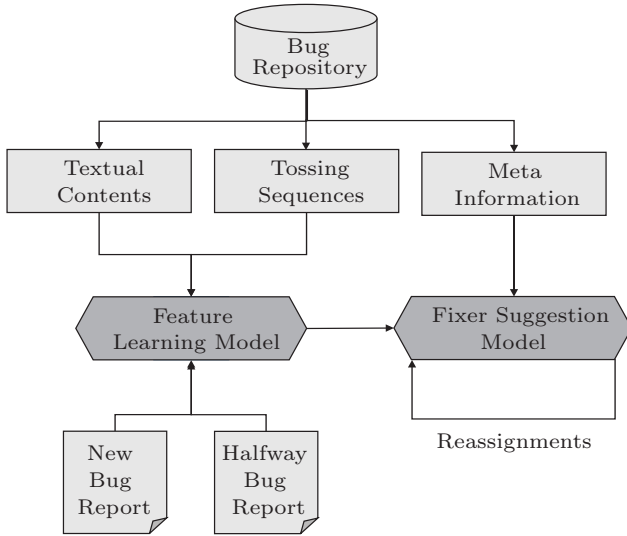 Bug
Repository
Textual
Contents
Tossing
Sequences
Meta
Information
Feature
Learning Model
Fixer Suggestion
Model
Reassignments
New
Bug
Report
Halfway
Bug
Report